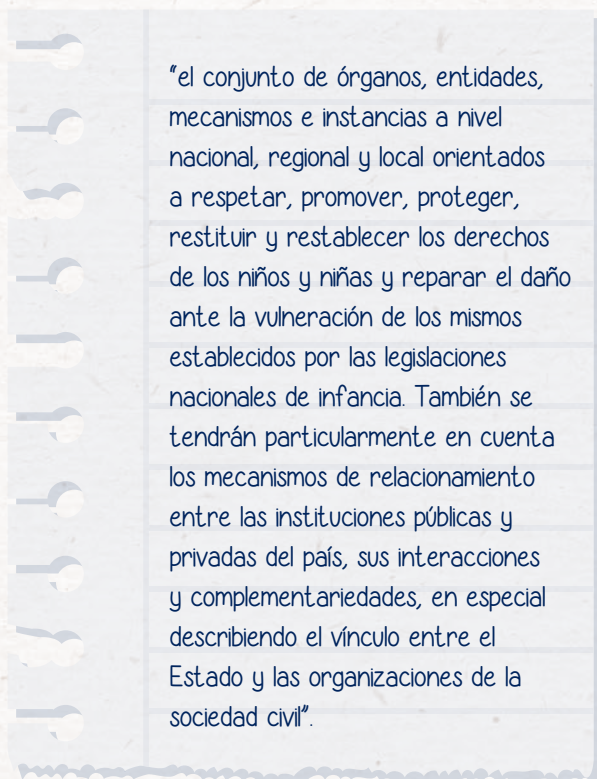 “el conjunto de órganos, entidades,
mecanismos e instancias a nivel
nacional, regional y local orientados
a respetar, promover, proteger,
restituir y restablecer los derechos
de los niños y niñas y reparar el daño
ante la vulneración de los mismos
establecidos por las legislaciones
nacionales de infancia. También se
tendrán particularmente en cuenta
los mecanismos de relacionamiento
entre las instituciones públicas y
privadas del país, sus interacciones
y complementariedades, en especial
describiendo el vínculo entre el
Estado y las organizaciones de la
sociedad civil”.